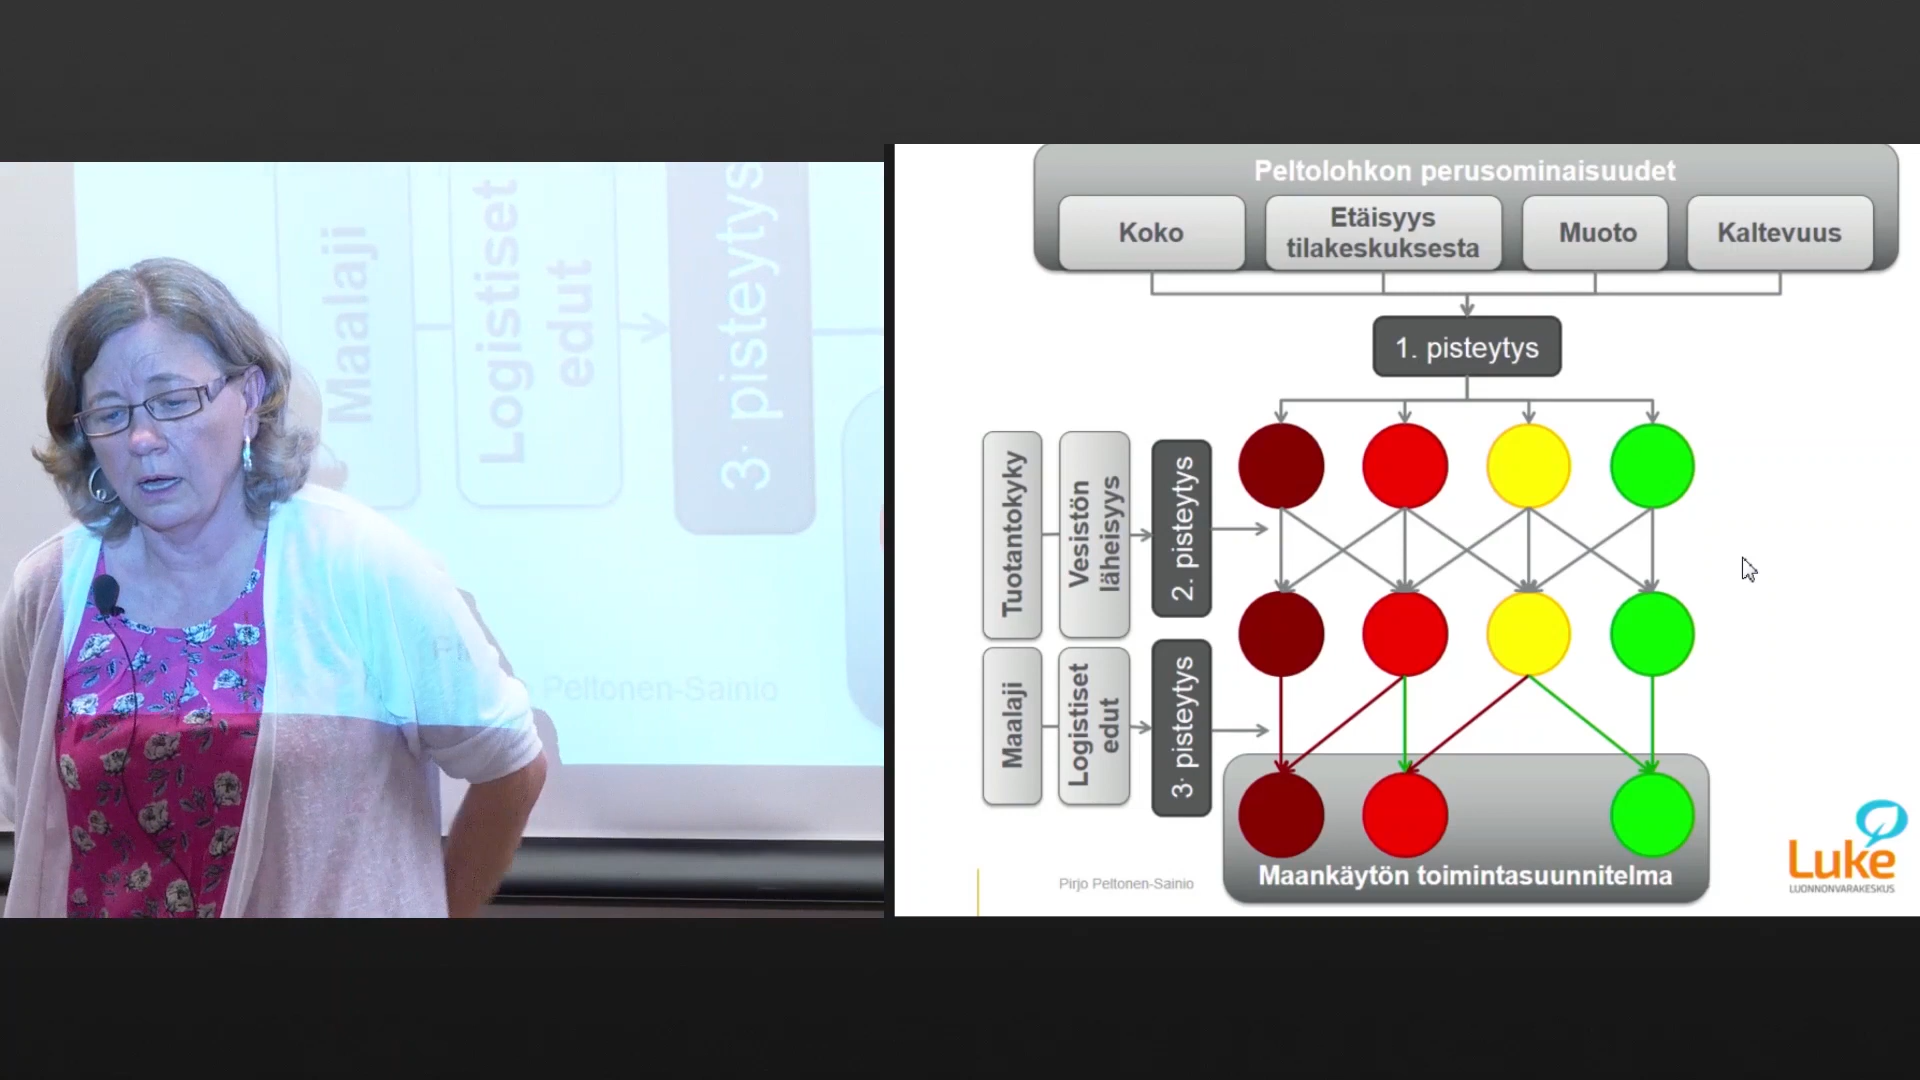 Maalaji
Logistiset
edut
3. pisteytys
Peltonen-Sainio
Peltolohkon perusominaisuudet
Koko
Etäisyys
tilakeskuksesta
Muoto
Kaltevuus
1. pisteytys
Tuotantokyky
Vesistön
läheisyys
2. pisteytys
Maalaji
Logistiset
edut
3. pisteytys
Maankäytön toimintasuunnitelma
Pirjo Peltonen-Sainio
Luke
LUONNONVARAKESKUS